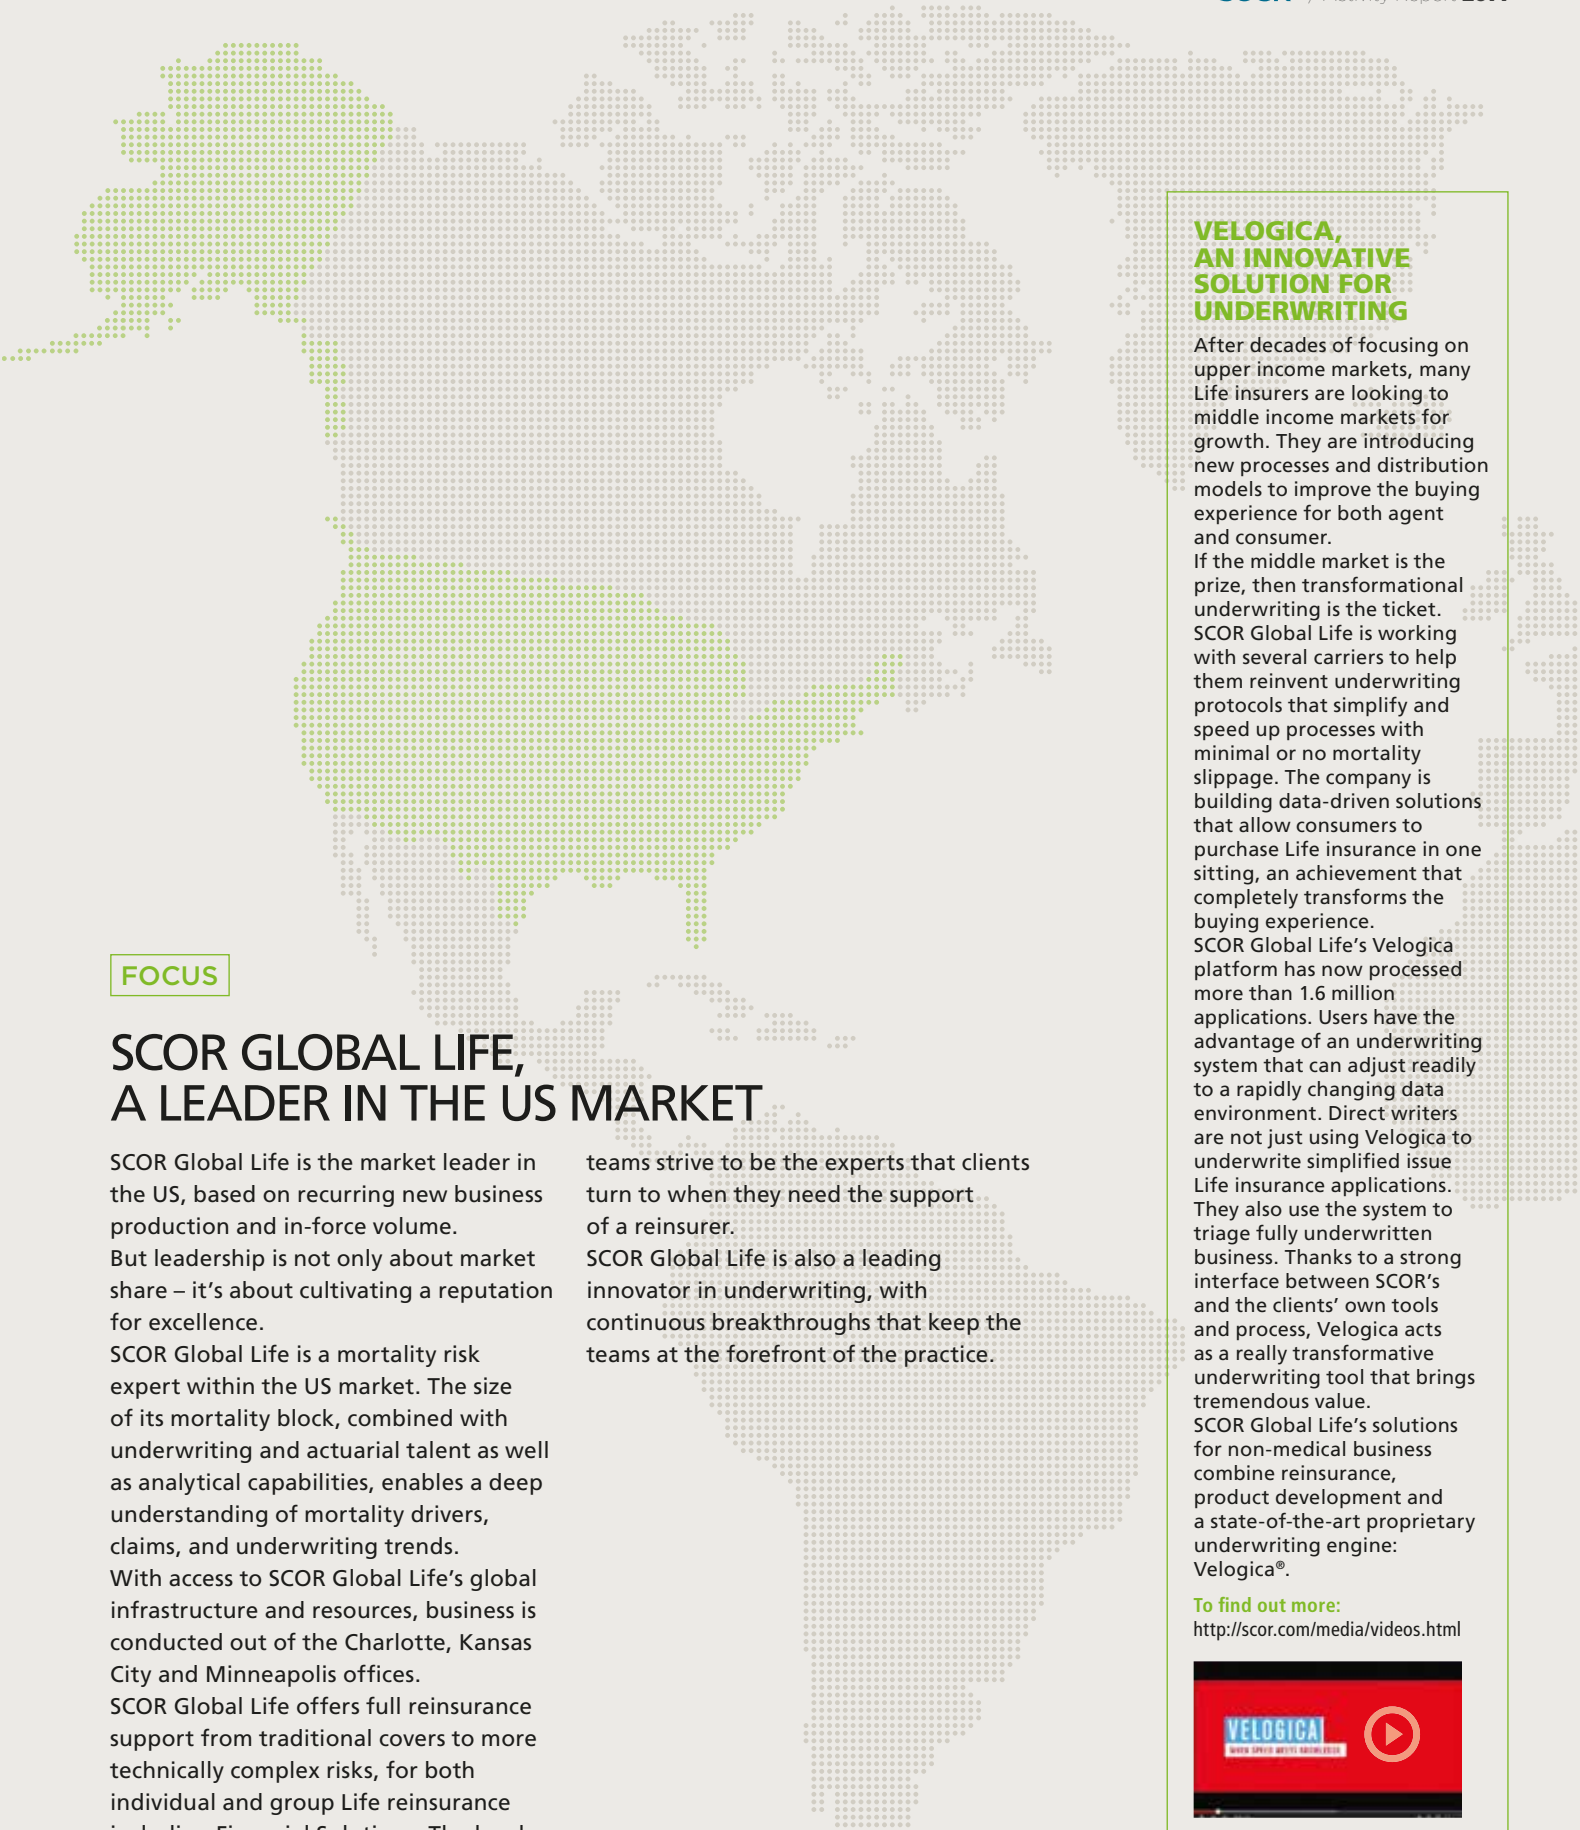 Activity Report
FOCUS
SCOR GLOBAL LIFE,
A LEADER IN THE US MARKET
SCOR Global Life is the market leader in
the US, based on recurring new business
production and in-force volume.
But leadership is not only about market
share – it’s about cultivating a reputation
for excellence.
SCOR Global Life is a mortality risk
expert within the US market. The size
of its mortality block, combined with
underwriting and actuarial talent as well
as analytical capabilities, enables a deep
understanding of mortality drivers,
claims, and underwriting trends.
With access to SCOR Global Life’s global
infrastructure and resources, business is
conducted out of the Charlotte, Kansas
City and Minneapolis offices.
SCOR Global Life offers full reinsurance
support from traditional covers to more
technically complex risks, for both
individual and group Life reinsurance
teams strive to be the experts that clients
turn to when they need the support
of a reinsurer.
SCOR Global Life is also a leading
innovator in underwriting, with
continuous breakthroughs that keep the
teams at the forefront of the practice.
VELOGICA,
AN INNOVATIVE
SOLUTION FOR
UNDERWRITING
After decades of focusing on
upper income markets, many
Life insurers are looking to
middle income markets for
growth. They are introducing
new processes and distribution
models to improve the buying
experience for both agent
and consumer.
If the middle market is the
prize, then transformational
underwriting is the ticket.
SCOR Global Life is working
with several carriers to help
them reinvent underwriting
protocols that simplify and
speed up processes with
minimal or no mortality
slippage. The company is
building data-driven solutions
that allow consumers to
purchase Life insurance in one
sitting, an achievement that
completely transforms the
buying experience.
SCOR Global Life’s Velogica
platform has now processed
more than 1.6 million
applications. Users have the
advantage of an underwriting
system that can adjust readily
to a rapidly changing data
environment. Direct writers
are not just using Velogica to
underwrite simplified issue
Life insurance applications.
They also use the system to
triage fully underwritten
business. Thanks to a strong
interface between SCOR’s
and the clients’ own tools
and process, Velogica acts
as a really transformative
underwriting tool that brings
tremendous value.
SCOR Global Life’s solutions
for non-medical business
combine reinsurance,
product development and
a state-of-the-art proprietary
underwriting engine:
Velogica®.
To find out more:
http://scor.com/media/videos.html
VELOGICA
WHEN SPEED MEETS KNOWLEDGE